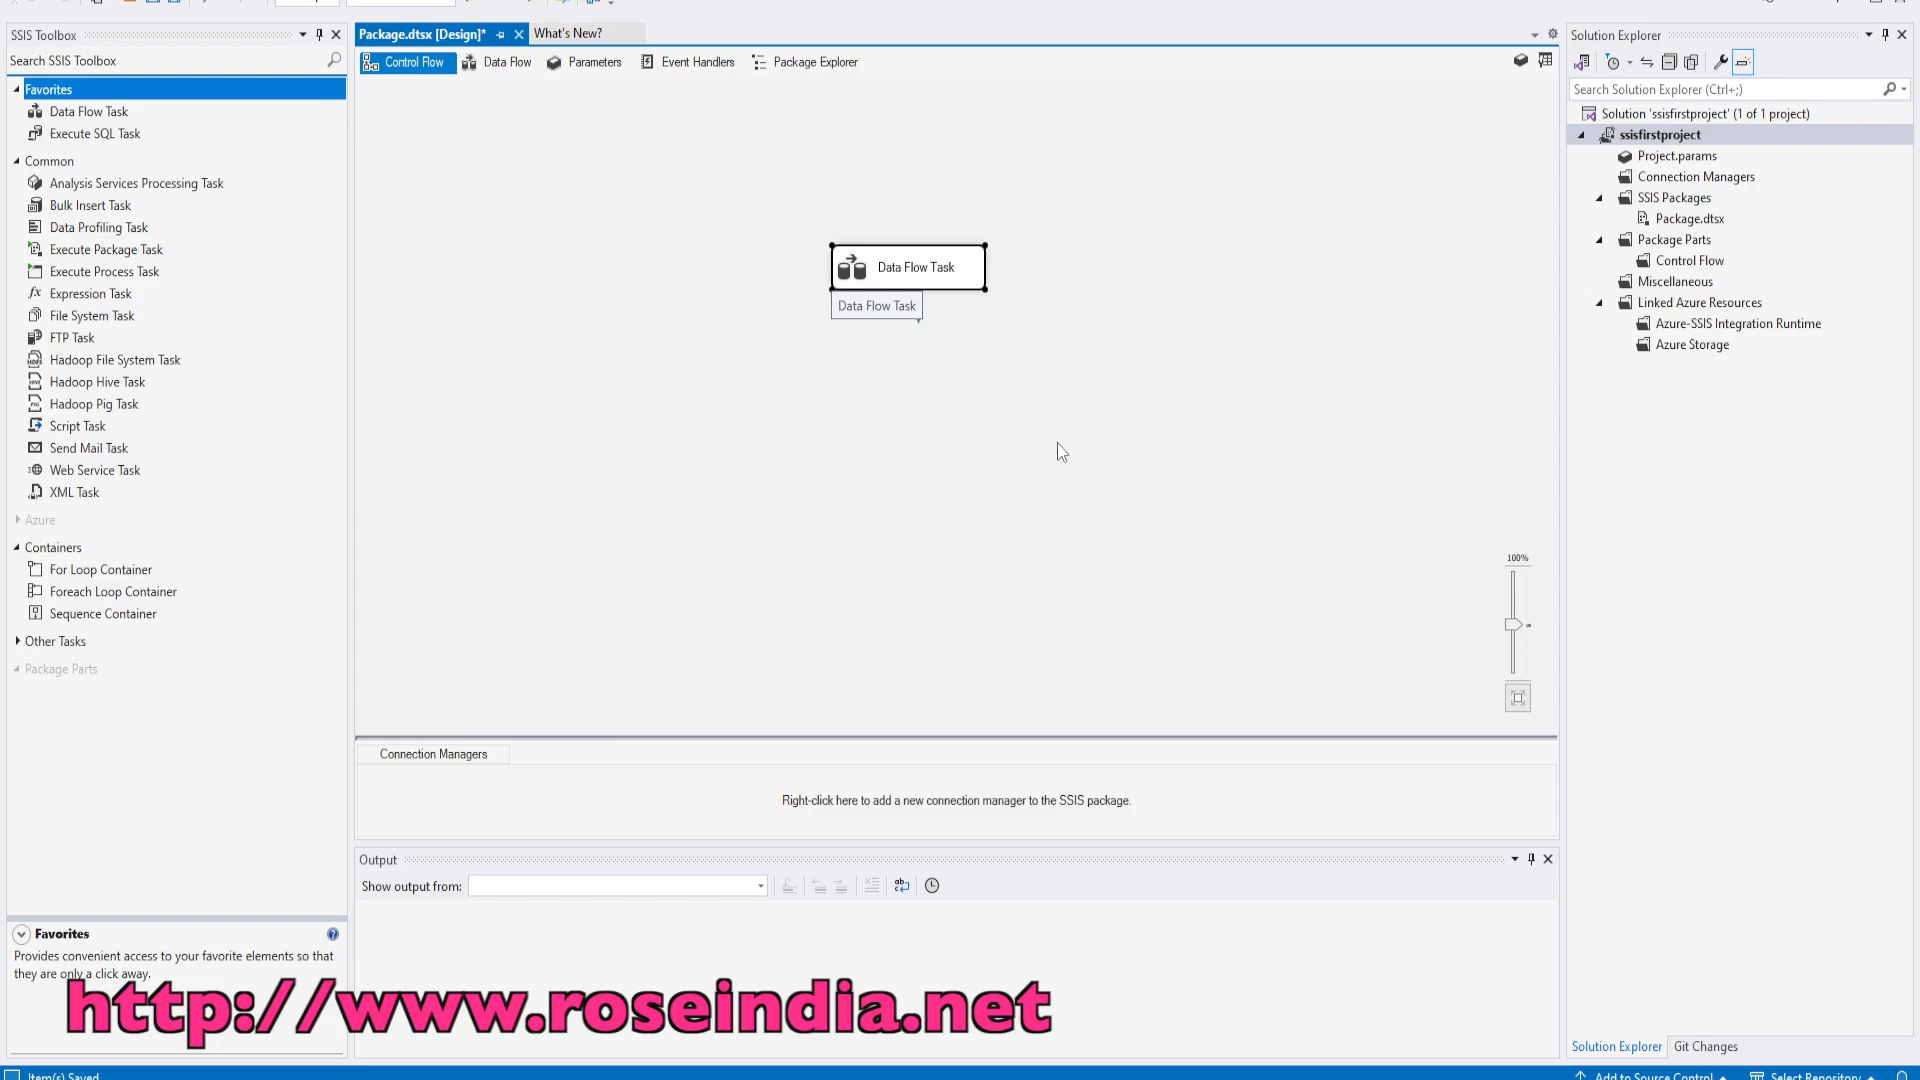 SSIS Toolbox
Search SSIS Toolbox
Favorites
Data Flow Task
Execute SQL Task
Common
Analysis Services Processing Task
Bulk Insert Task
Data Profiling Task
Execute Package Task
Execute Process Task
Expression Task
File System Task
FTP Task
Hadoop File System Task
Hadoop Hive Task
Hadoop Pig Task
Script Task
Send Mail Task
Web Service Task
XML Task
Azure
Containers
For Loop Container
Foreach Loop Container
Sequence Container
Other Tasks
Package Parts
Favorites
Provides convenient access to your favorite elements so that
they are only a click away.
Package.dtsx [Design]*
What's New?
Control Flow
Data Flow
Parameters
Event Handlers
Package Explorer
Data Flow Task
Data Flow Task
100%
Connection Managers
Right-click here to add a new connection manager to the SSIS package.
Output
Show output from:
Solution Explorer
Search Solution Explorer (Ctrl+;)
Solution 'ssisfirstproject' (1 of 1 project)
ssisfirstproject
Project.params
Connection Managers
SSIS Packages
Package.dtsx
Package Parts
Control Flow
Miscellaneous
Linked Azure Resources
Azure-SSIS Integration Runtime
Azure Storage
Solution Explorer
Git Changes
http://www.roseindia.net
Item(s) Saved
Add to Source Control
Select Repository